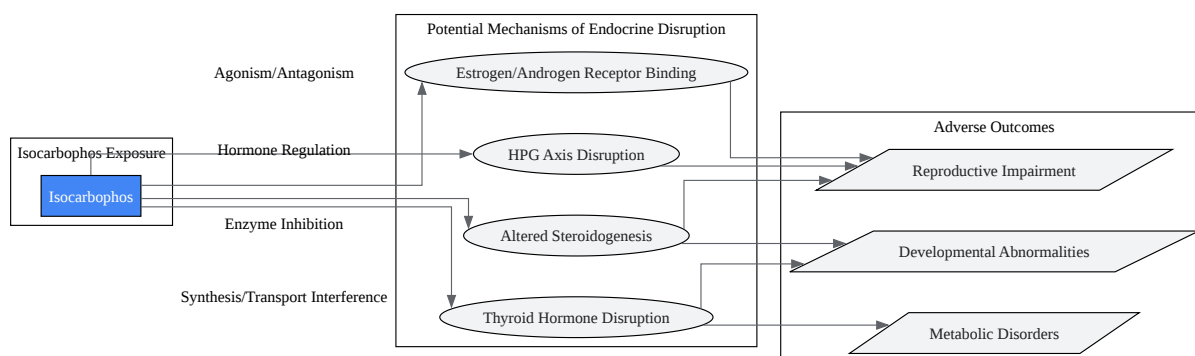 Potential Mechanisms of Endocrine Disruption
Agonism/Antagonism
Estrogen/Androgen Receptor Binding
Adverse Outcomes
Isocarbophos Exposure
Hormone Regulation
HPG Axis Disruption
Reproductive Impairment
Isocarbophos
Enzyme Inhibition
Altered Steroidogenesis
Developmental Abnormalities
Synthesis/Transport Interference
Thyroid Hormone Disruption
Metabolic Disorders